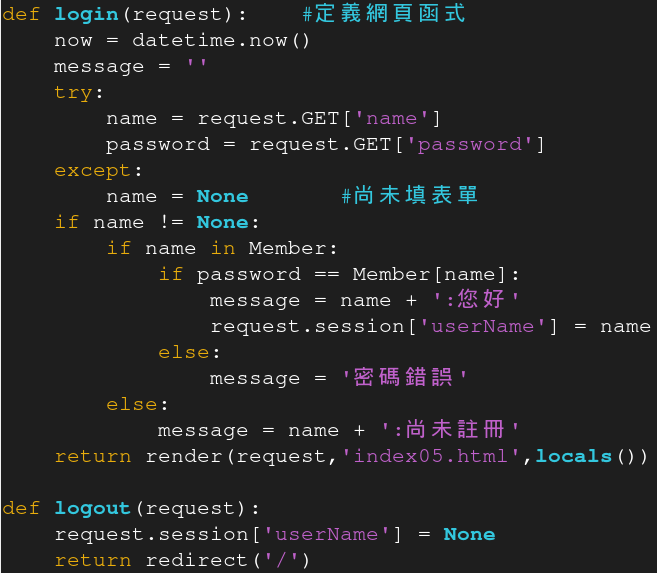 def login(request):    #定義網頁函式
    now = datetime.now()
    message = ''
    try:
        name = request.GET['name']
        password = request.GET['password']
    except:
        name = None       #尚未填表單
    if name != None:
        if name in Member:
            if password == Member[name]:
                message = name + ':您好'
                request.session['userName'] = name
            else:
                message = '密碼錯誤'
        else:
            message = name + ':尚未註冊'
    return render(request,'index05.html',locals())

def logout(request):
    request.session['userName'] = None
    return redirect('/')